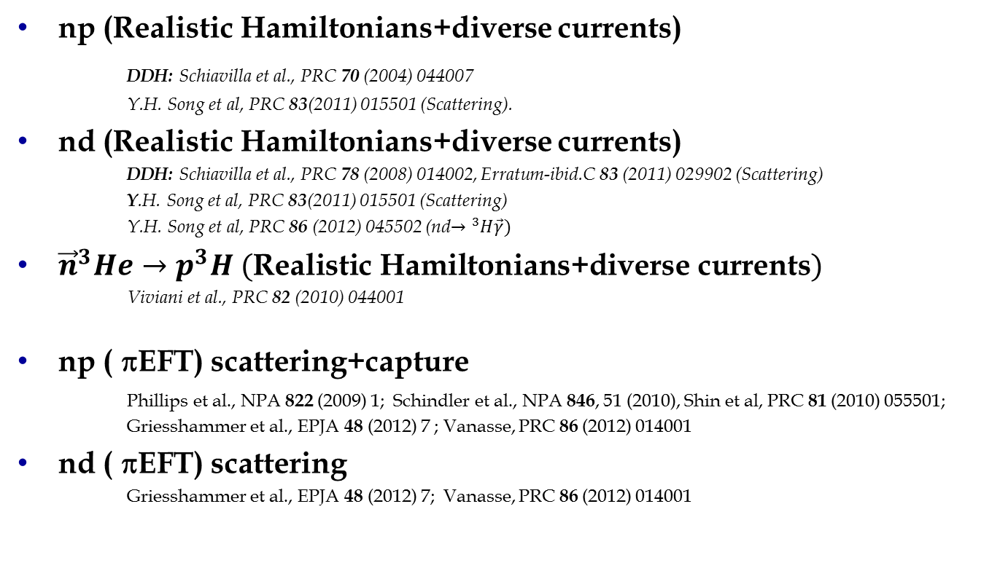 • np (Realistic Hamiltonians+diverse currents)
DDH: Schiavilla et al., PRC 70 (2004) 044007
Y.H. Song et al, PRC 83(2011) 015501 (Scattering).
• nd (Realistic Hamiltonians+diverse currents)
DDH: Schiavilla et al., PRC 78 (2008) 014002, Erratum-ibid.C 83 (2011) 029902 (Scattering)
Y.H. Song et al, PRC 83(2011) 015501 (Scattering)
Y.H. Song et al, PRC 86 (2012) 045502 (nd→ ³Hγ⃗)
• n⃗³He → p³H (Realistic Hamiltonians+diverse currents)
Viviani et al., PRC 82 (2010) 044001
• np ( πEFT) scattering+capture
Phillips et al., NPA 822 (2009) 1; Schindler et al., NPA 846, 51 (2010), Shin et al, PRC 81 (2010) 055501;
Griesshammer et al., EPJA 48 (2012) 7 ; Vanasse, PRC 86 (2012) 014001
• nd ( πEFT) scattering
Griesshammer et al., EPJA 48 (2012) 7; Vanasse, PRC 86 (2012) 014001